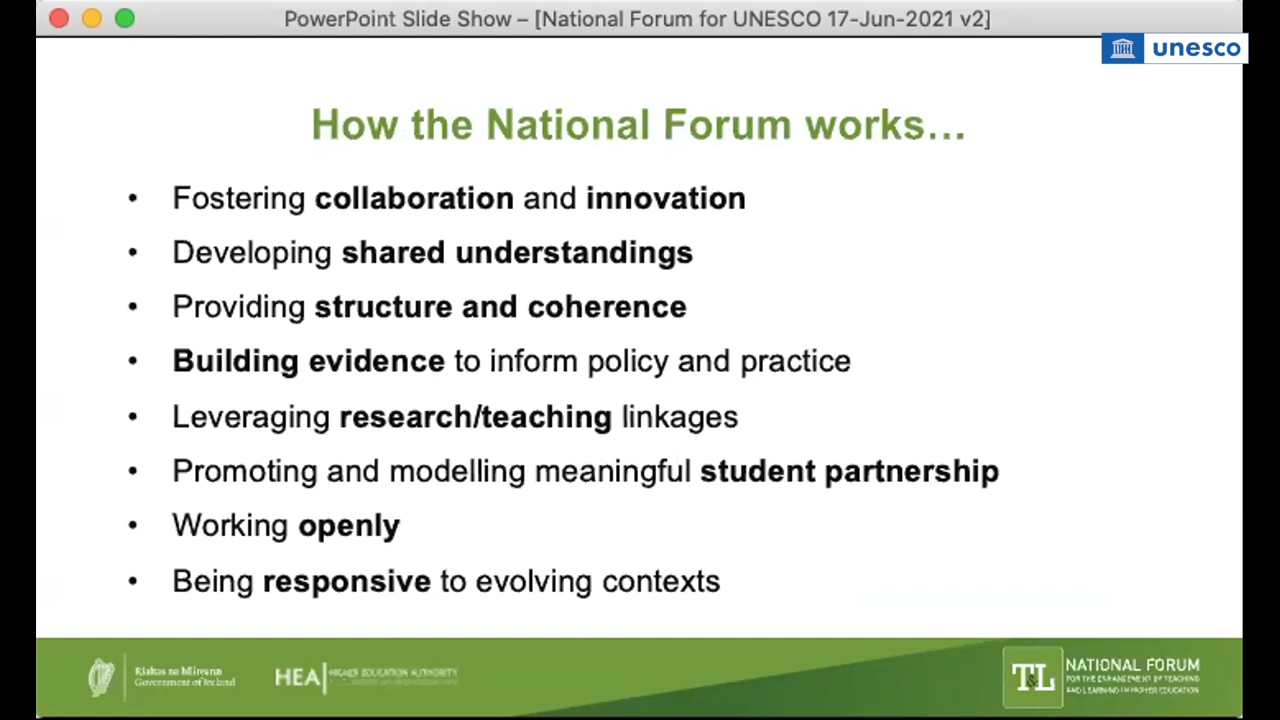 PowerPoint Slide Show – [National Forum for UNESCO 17-Jun-2021 v2]
unesco
How the National Forum works...
• Fostering collaboration and innovation
• Developing shared understandings
• Providing structure and coherence
• Building evidence to inform policy and practice
• Leveraging research/teaching linkages
• Promoting and modelling meaningful student partnership
• Working openly
• Being responsive to evolving contexts
Rialtas na hÉireann
Government of Ireland
HEA HIGHER EDUCATION AUTHORITY
T&L
NATIONAL FORUM
FOR THE ENHANCEMENT OF TEACHING
AND LEARNING IN HIGHER EDUCATION